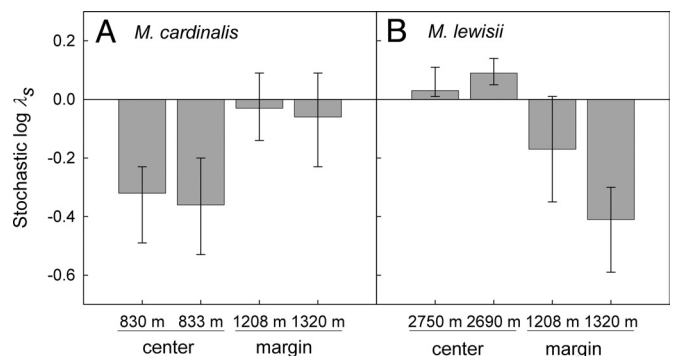 A M. cardinalis
B M. lewisii
Stochastic log λs
0.2
0.0
-0.2
-0.4
-0.6
830 m 833 m 1208 m 1320 m
center margin
2750 m 2690 m 1208 m 1320 m
center margin